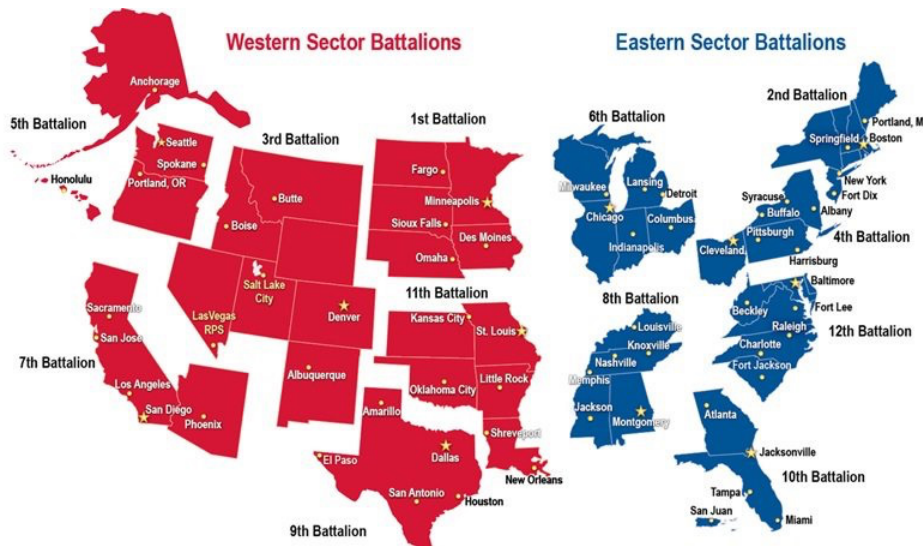 Western Sector Battalions
Eastern Sector Battalions
Anchorage
5th Battalion
Seattle
Spokane
Portland, OR
Honolulu
3rd Battalion
Butte
Boise
Salt Lake
City
LasVegas
RPS
Denver
Albuquerque
1st Battalion
Fargo
Minneapolis
Sioux Falls
Des Moines
Omaha
7th Battalion
Sacramento
San Jose
Los Angeles
San Diego
Phoenix
11th Battalion
Kansas City
St. Louis
Oklahoma City
Little Rock
Amarillo
Shreveport
El Paso
Dallas
San Antonio
Houston
New Orleans
9th Battalion
6th Battalion
Milwaukee
Lansing
Detroit
Chicago
Columbus
Indianapolis
2nd Battalion
Portland, M
Springfield
Boston
New York
Fort Dix
Syracuse
Buffalo
Albany
Pittsburgh
Cleveland
4th Battalion
Harrisburg
8th Battalion
Louisville
Knoxville
Nashville
Memphis
Jackson
Montgomery
Baltimore
Beckley
Fort Lee
Raleigh
12th Battalion
Charlotte
Fort Jackson
Atlanta
Jacksonville
10th Battalion
Tampa
San Juan
Miami